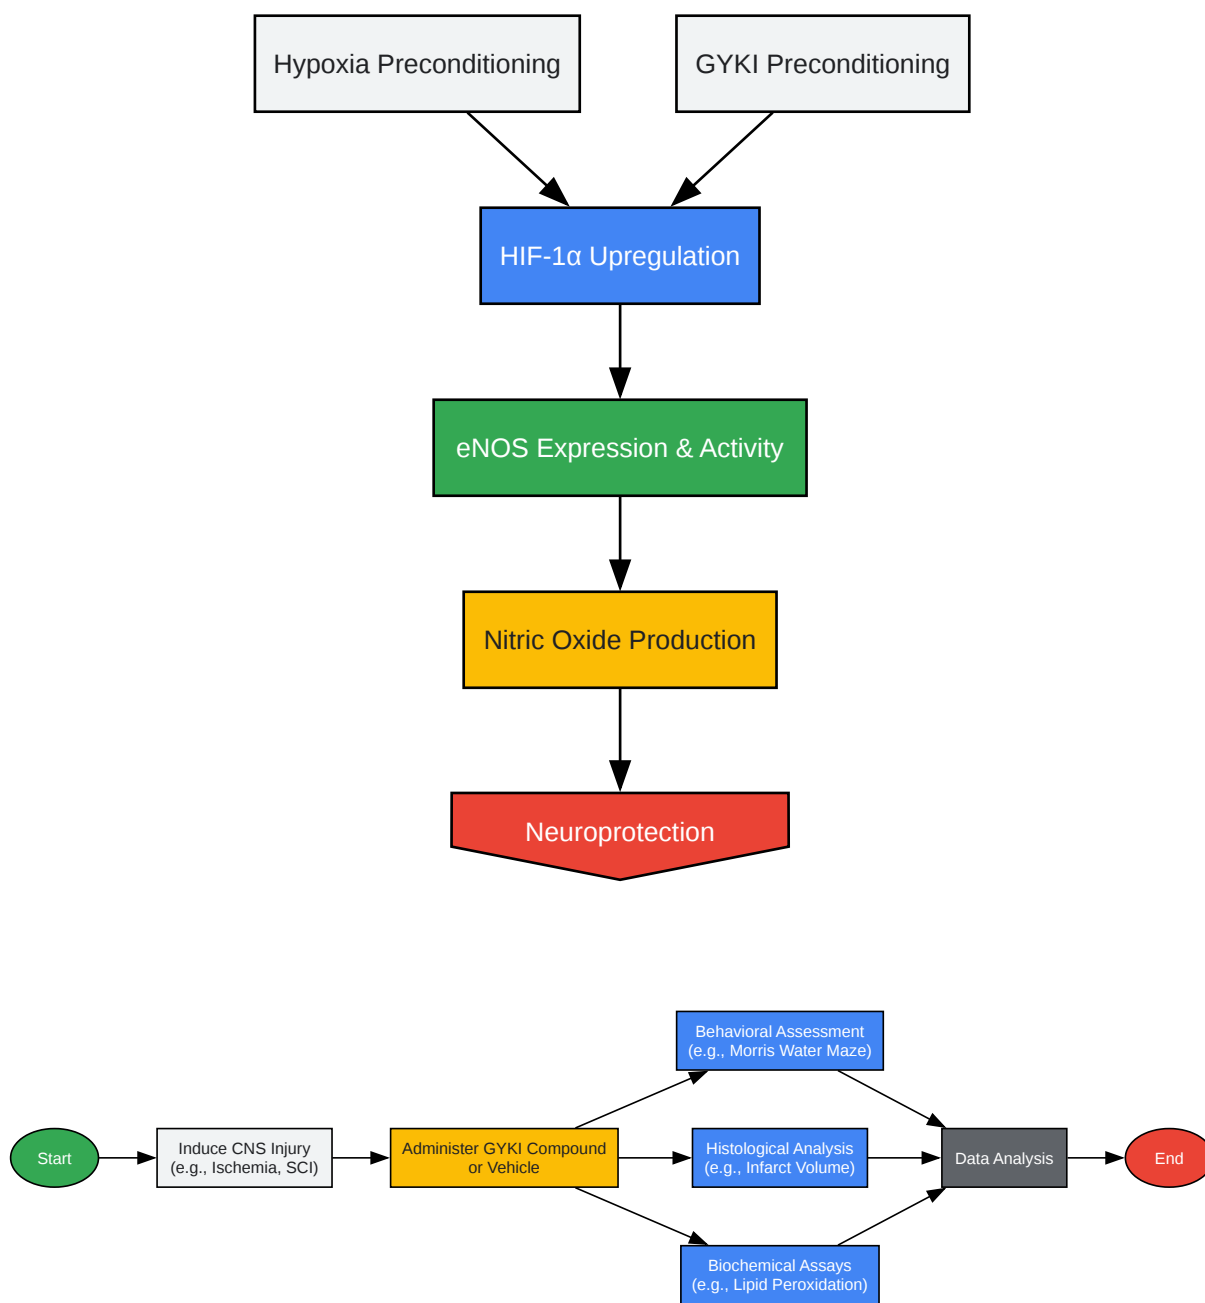 Hypoxia Preconditioning
GYKI Preconditioning
HIF-1α Upregulation
eNOS Expression & Activity
Nitric Oxide Production
Neuroprotection
Start
Induce CNS Injury
(e.g., Ischemia, SCI)
Administer GYKI Compound
or Vehicle
Behavioral Assessment
(e.g., Morris Water Maze)
Histological Analysis
(e.g., Infarct Volume)
Biochemical Assays
(e.g., Lipid Peroxidation)
Data Analysis
End